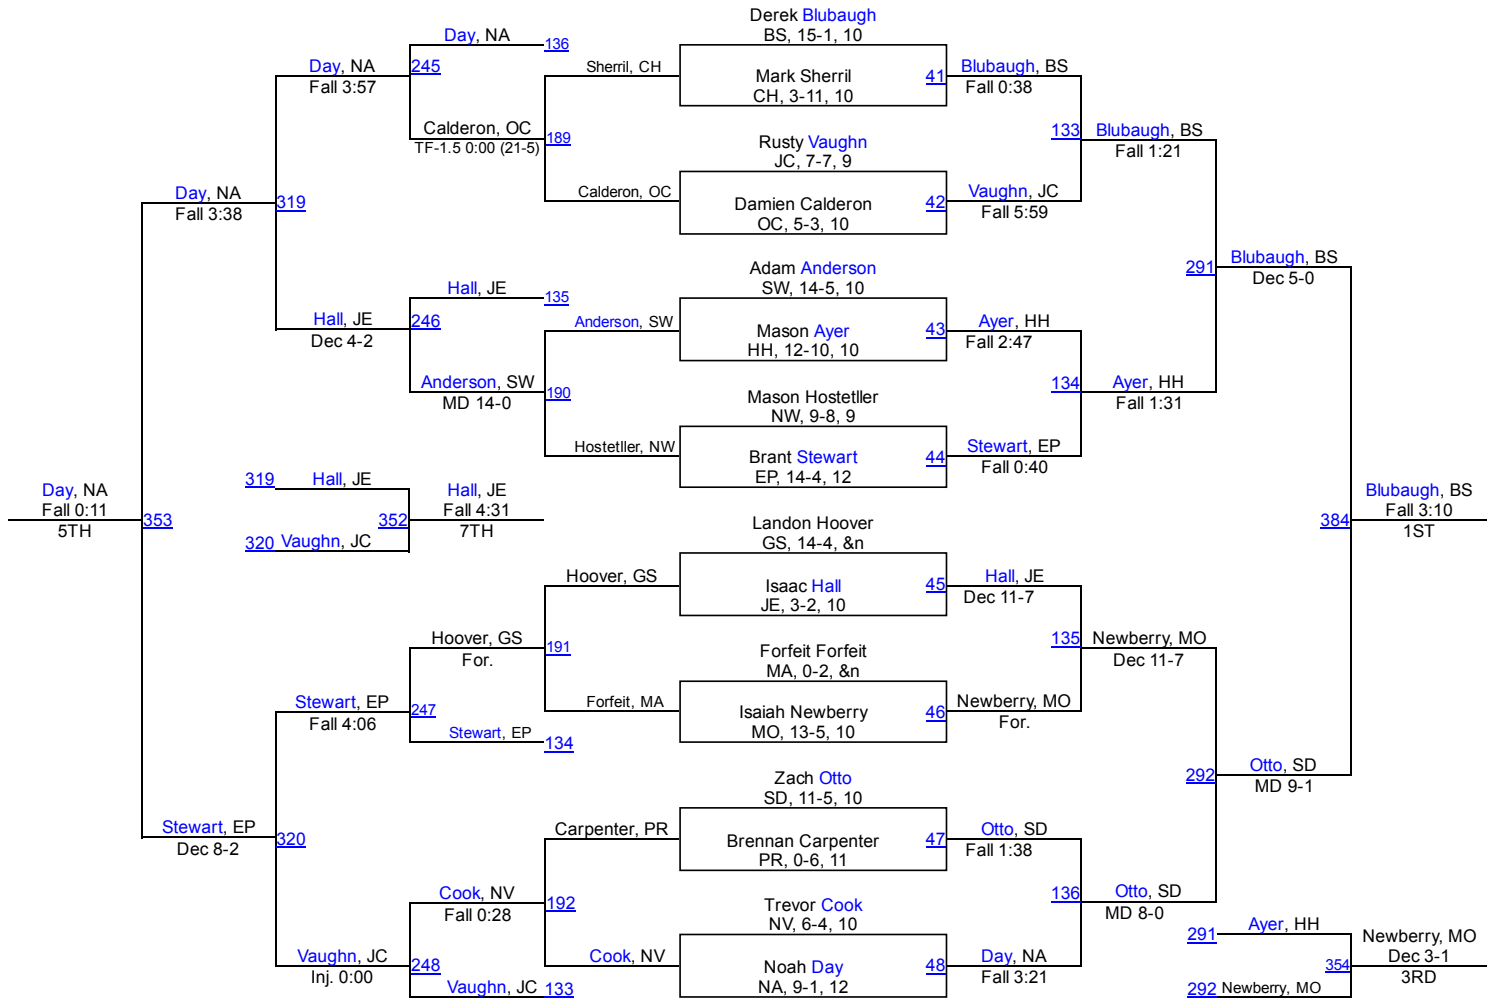 Derek Blubaugh
BS, 15-1, 10
Day, NA
136
Day, NA
245
Sherril, CH
Mark Sherril
41
Blubaugh, BS
Fall 3:57
CH, 3-11, 10
Fall 0:38
Calderon, OC
189
133
Blubaugh, BS
TF-1.5 0:00 (21-5)
Rusty Vaughn
Fall 1:21
JC, 7-7, 9
Day, NA
319
Calderon, OC
Damien Calderon
42
Vaughn, JC
Fall 3:38
OC, 5-3, 10
Fall 5:59
Adam Anderson
291
Blubaugh, BS
SW, 14-5, 10
Dec 5-0
Hall, JE
135
Hall, JE
246
Anderson, SW
Mason Ayer
43
Ayer, HH
Dec 4-2
HH, 12-10, 10
Fall 2:47
Anderson, SW
190
134
Ayer, HH
MD 14-0
Mason Hostetller
Fall 1:31
NW, 9-8, 9
Hostetller, NW
Brant Stewart
44
Stewart, EP
EP, 14-4, 12
Fall 0:40
319
Hall, JE
Day, NA
Hall, JE
Blubaugh, BS
Fall 0:11
353
352
Fall 4:31
384
Fall 3:10
5TH
7TH
1ST
320
Vaughn, JC
Landon Hoover
GS, 14-4, &n
Hoover, GS
Isaac Hall
45
Hall, JE
JE, 3-2, 10
Dec 11-7
Hoover, GS
191
135
Newberry, MO
For.
Forfeit Forfeit
Dec 11-7
MA, 0-2, &n
Stewart, EP
247
Forfeit, MA
Isaiah Newberry
46
Newberry, MO
Fall 4:06
MO, 13-5, 10
For.
Stewart, EP
134
Zach Otto
292
Otto, SD
SD, 11-5, 10
MD 9-1
Stewart, EP
320
Carpenter, PR
Brennan Carpenter
47
Otto, SD
Dec 8-2
PR, 0-6, 11
Fall 1:38
Cook, NV
192
136
Otto, SD
Fall 0:28
Trevor Cook
MD 8-0
NV, 6-4, 10
291
Ayer, HH
Vaughn, JC
248
Cook, NV
Noah Day
48
Day, NA
Newberry, MO
Inj. 0:00
NA, 9-1, 12
Fall 3:21
354
Dec 3-1
3RD
Vaughn, JC
133
292
Newberry, MO